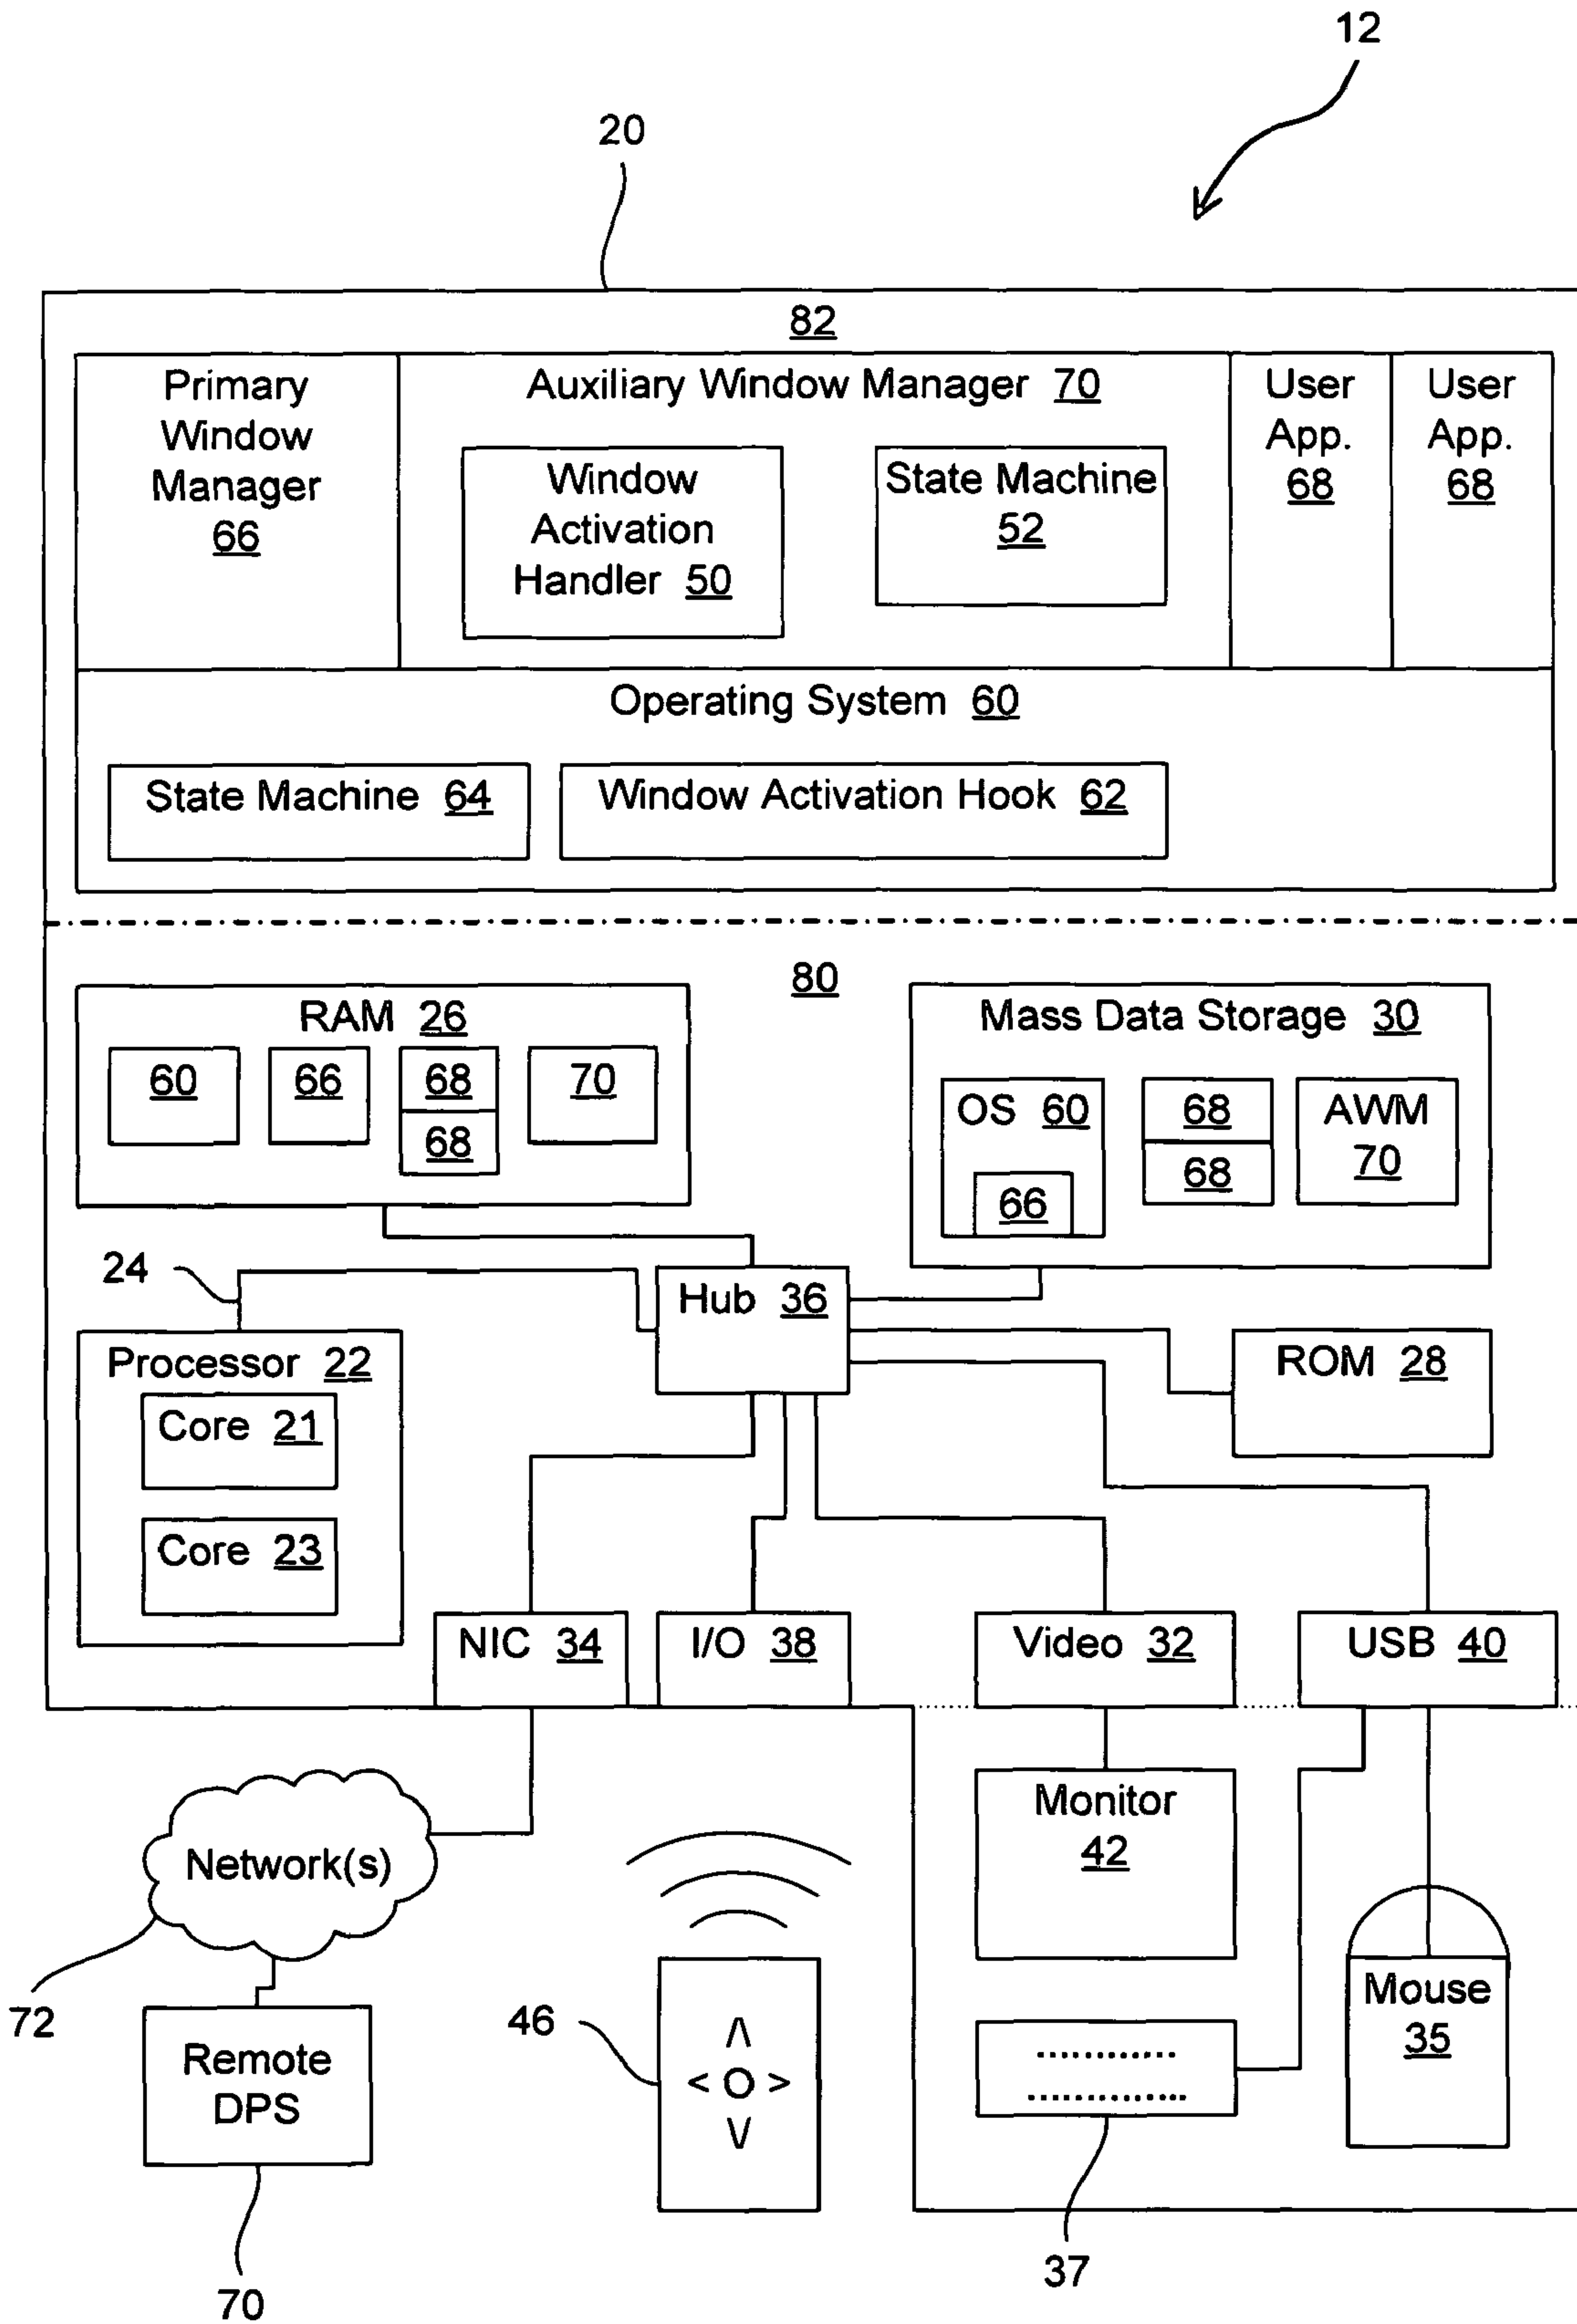 12
20
82
Primary
Window
Manager
66
Auxiliary Window Manager 70
Window
Activation
Handler 50
State Machine
52
User
App.
68
User
App.
68
Operating System 60
State Machine 64
Window Activation Hook 62
80
RAM 26
60
66
68
68
70
Mass Data Storage 30
OS 60
66
68
68
AWM
70
24
Hub 36
Processor 22
Core 21
Core 23
ROM 28
NIC 34
I/O 38
Video 32
USB 40
Network(s)
72
Remote
DPS
70
46
< O >
Monitor
42
37
Mouse
35